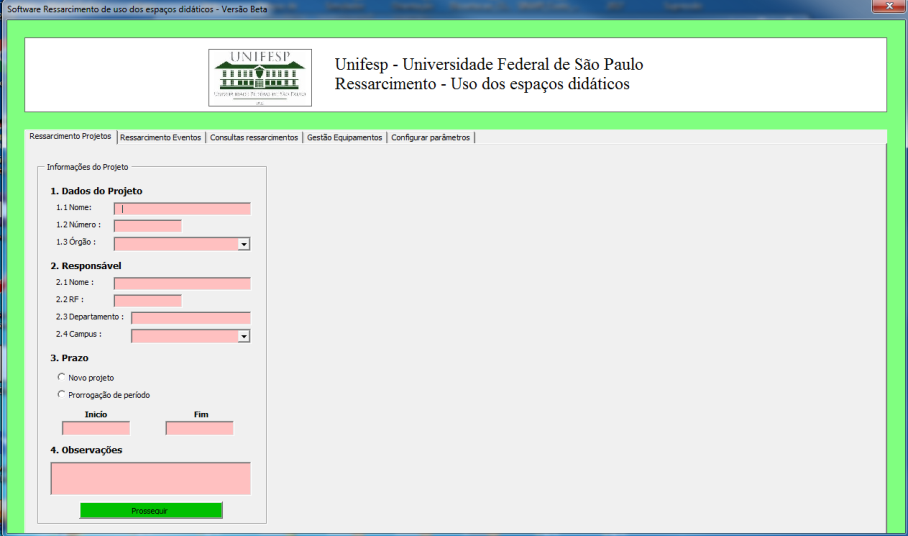 Software Ressarcimento de uso dos espaços didáticos - Versão Beta
UNIFESP
Unifesp - Universidade Federal de São Paulo
Ressarcimento - Uso dos espaços didáticos
Ressarcimento Projetos
Ressarcimento Eventos
Consultas ressarcimentos
Gestão Equipamentos
Configurar parâmetros
Informações do Projeto
1. Dados do Projeto
1.1 Nome:
1.2 Número :
1.3 Órgão :
2. Responsável
2.1 Nome :
2.2 RF :
2.3 Departamento :
2.4 Campus :
3. Prazo
Novo projeto
Prorrogação de período
Inicío
Fim
4. Observações
Prosseguir